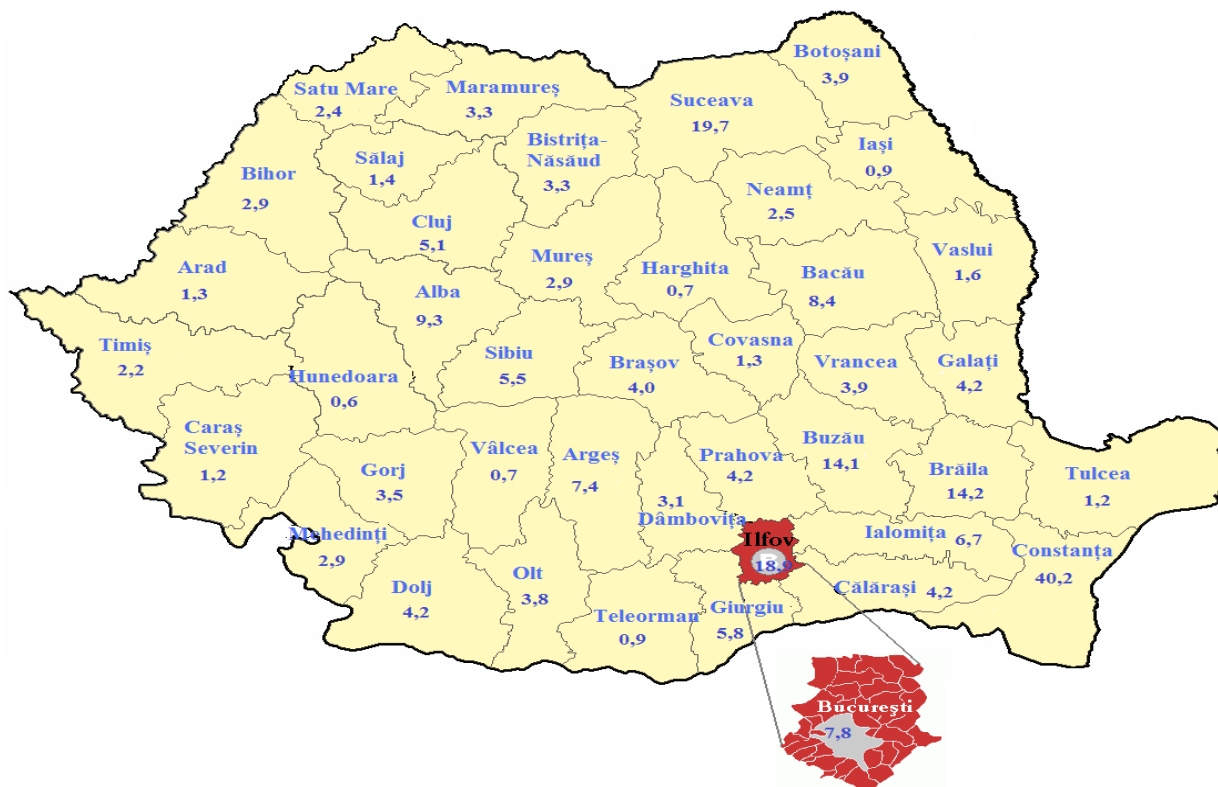 Botoșani
3,9
Satu Mare
2,4
Maramureș
3,3
Suceava
19,7
Bistrița-
Năsăud
3,3
Iași
0,9
Sălaj
1,4
Bihor
2,9
Neamț
2,5
Cluj
5,1
Vaslui
1,6
Mureș
2,9
Harghita
0,7
Bacău
8,4
Arad
1,3
Alba
9,3
Timiș
2,2
Sibiu
5,5
Brașov
4,0
Covasna
1,3
Vrancea
3,9
Galați
4,2
Hunedoara
0,6
Caraș
Severin
1,2
Gorj
3,5
Vâlcea
0,7
Argeș
7,4
3,1
Dâmbovița
Prahova
4,2
Buzău
14,1
Brăila
14,2
Tulcea
1,2
Mehedinți
2,9
Ilfov
B
18,9
Ialomița
6,7
Constanța
40,2
Dolj
4,2
Olt
3,8
Teleorman
0,9
Giurgiu
5,8
Călărași 4,2
București
7,8